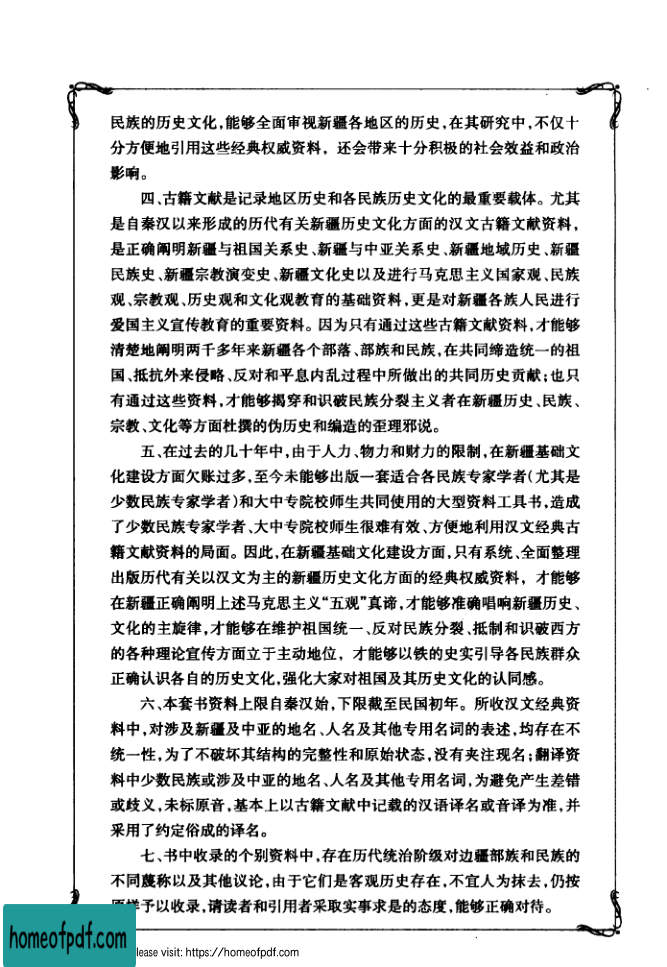 民族的历史文化,能够全面审视新疆各地区的历史,在其研究中,不仅十
分方便地引用这些经典权威资料，还会带来十分积极的社会效益和政治
影响。
四、古籍文献是记录地区历史和各民族历史文化的最重要载体。尤其
是自秦汉以来形成的历代有关新疆历史文化方面的汉文古籍文献资料，
是正确阐明新疆与祖国关系史、新疆与中亚关系史、新疆地域历史、新疆
民族史、新疆宗教演变史、新疆文化史以及进行马克思主义国家观、民族
观、宗教观、历史观和文化观教育的基础资料,更是对新疆各族人民进行
爱国主义宣传教育的重要资料。因为只有通过这些古籍文献资料,才能够
清楚地阐明两千多年来新疆各个部落、部族和民族,在共同缔造统一的祖
国、抵抗外来侵略、反对和平息内乱过程中所做出的共同历史贡献;也只
有通过这些资料,才能够揭穿和识破民族分裂主义者在新疆历史、民族、
宗教、文化等方面杜撰的伪历史和编造的歪理邪说。
五、在过去的几十年中,由于人力、物力和财力的限制,在新疆基础文
化建设方面欠账过多,至今未能够出版一套适合各民族专家学者(尤其是
少数民族专家学者)和大中专院校师生共同使用的大型资料工具书,造成
了少数民族专家学者、大中专院校师生很难有效、方便地利用汉文经典古
籍文献资料的局面。因此,在新疆基础文化建设方面,只有系统、全面整理
出版历代有关以汉文为主的新疆历史文化方面的经典权威资料，才能够
在新疆正确阐明上述马克思主义“五观”真谛,才能够准确唱响新疆历史、
文化的主旋律,才能够在维护祖国统一、反对民族分裂、抵制和识破西方
的各种理论宣传方面立于主动地位，才能够以铁的史实引导各民族群众
正确认识各自的历史文化,强化大家对祖国及其历史文化的认同感。
六、本套书资料上限自秦汉始,下限截至民国初年。所收汉文经典资
料中,对涉及新疆及中亚的地名、人名及其他专用名词的表述,均存在不
统一性,为了不破坏其结构的完整性和原始状态,没有夹注现名;翻译资
料中少数民族或涉及中亚的地名、人名及其他专用名词,为避免产生差错
或歧义,未标原音,基本上以古籍文献中记载的汉语译名或音译为准,并
采用了约定俗成的译名。
七、书中收录的个别资料中,存在历代统治阶级对边疆部族和民族的
不同蔑称以及其他议论,由于它们是客观历史存在,不宜人为抹去,仍按
予以收录,请读者和引用者采取实事求是的态度,能够正确对待。
homeofpdf.com
lease visit: https://homeofpdf.com